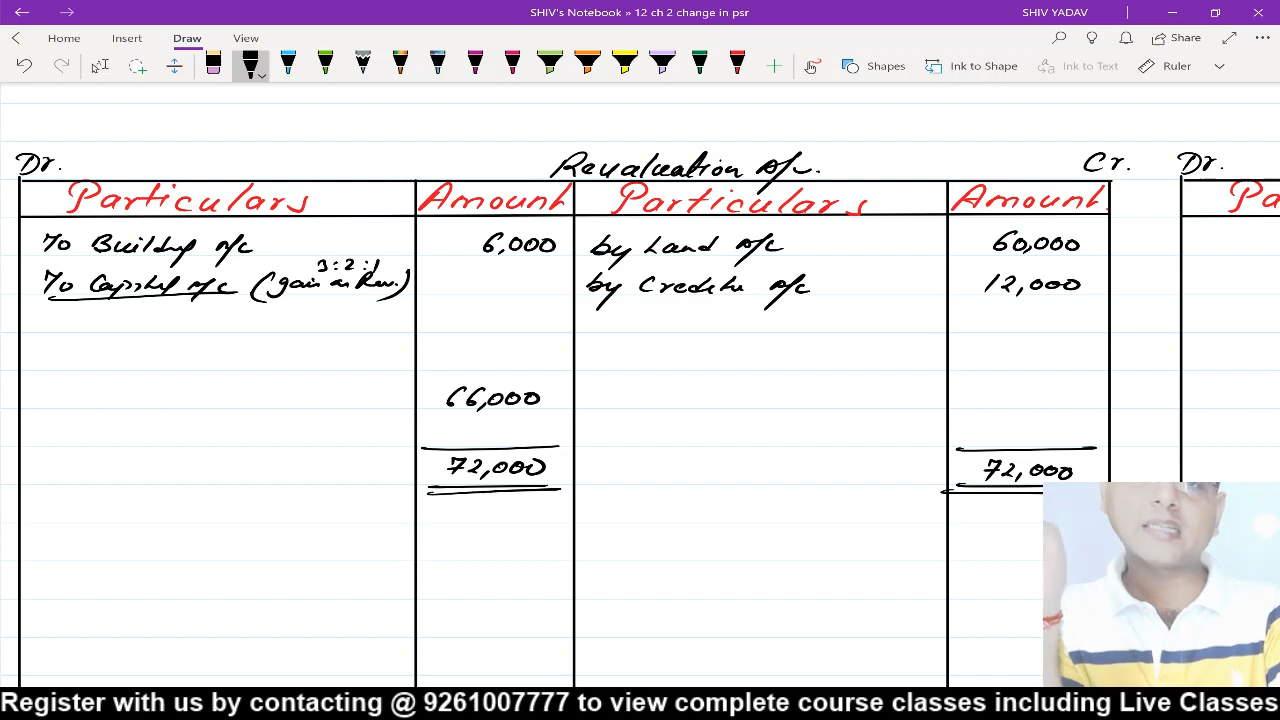 SHIV's Notebook » 12 ch 2 change in psr
SHIV YADAV
Home Insert Draw View
Share
Shapes Ink to Shape Ink to Text Ruler
Dr. Revaluation A/c. Cr. Dr.
Particulars Amount Particulars Amount. Pa
To Building A/c 6,000 by Land A/c 60,000
3:2:1
To Capital A/c (gain on Rev.) by Creditor A/c 12,000
66,000
72,000 72,000
Register with us by contacting @ 9261007777 to view complete course classes including Live Classes